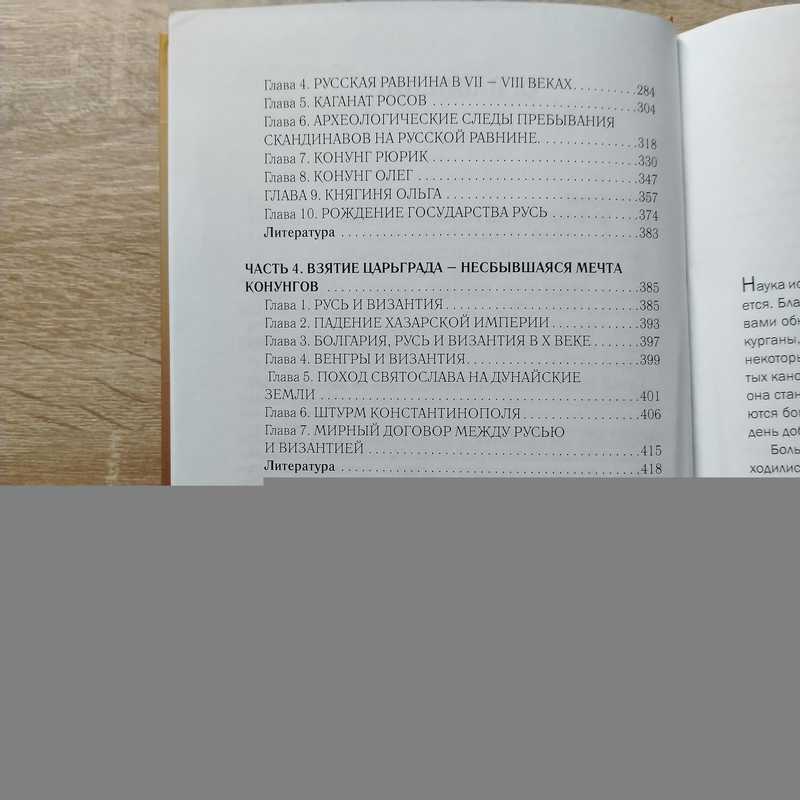 Глава 4. РУССКАЯ РАВНИНА В VII – VIII ВЕКАХ..........284
Глава 5. КАГАНАТ РОСОВ ..............................304
Глава 6. АРХЕОЛОГИЧЕСКИЕ СЛЕДЫ ПРЕБЫВАНИЯ
СКАНДИНАВОВ НА РУССКОЙ РАВНИНЕ. ...............318
Глава 7. КОНУНГ РЮРИК ..............................330
Глава 8. КОНУНГ ОЛЕГ ................................347
ГЛАВА 9. КНЯГИНЯ ОЛЬГА ............................357
Глава 10. РОЖДЕНИЕ ГОСУДАРСТВА РУСЬ .............374
Литература ...........................................383
ЧАСТЬ 4. ВЗЯТИЕ ЦАРЬГРАДА – НЕСБЫВШАЯСЯ МЕЧТА
КОНУНГОВ ...........................................385
Глава 1. РУСЬ И ВИЗАНТИЯ ............................385
Глава 2. ПАДЕНИЕ ХАЗАРСКОЙ ИМПЕРИИ .............393
Глава 3. БОЛГАРИЯ, РУСЬ И ВИЗАНТИЯ В X ВЕКЕ .......397
Глава 4. ВЕНГРЫ И ВИЗАНТИЯ.........................399
Глава 5. ПОХОД СВЯТОСЛАВА НА ДУНАЙСКИЕ
ЗЕМЛИ ..............................................401
Глава 6. ШТУРМ КОНСТАНТИНОПОЛЯ .................406
Глава 7. МИРНЫЙ ДОГОВОР МЕЖДУ РУСЬЮ
И ВИЗАНТИЕЙ .......................................415
Литература ...........................................418
Наука ис
ется. Бла
вами обн
курганы,
некоторы
тых кано
она стан
ются бог
день доб
Боль
ходилис